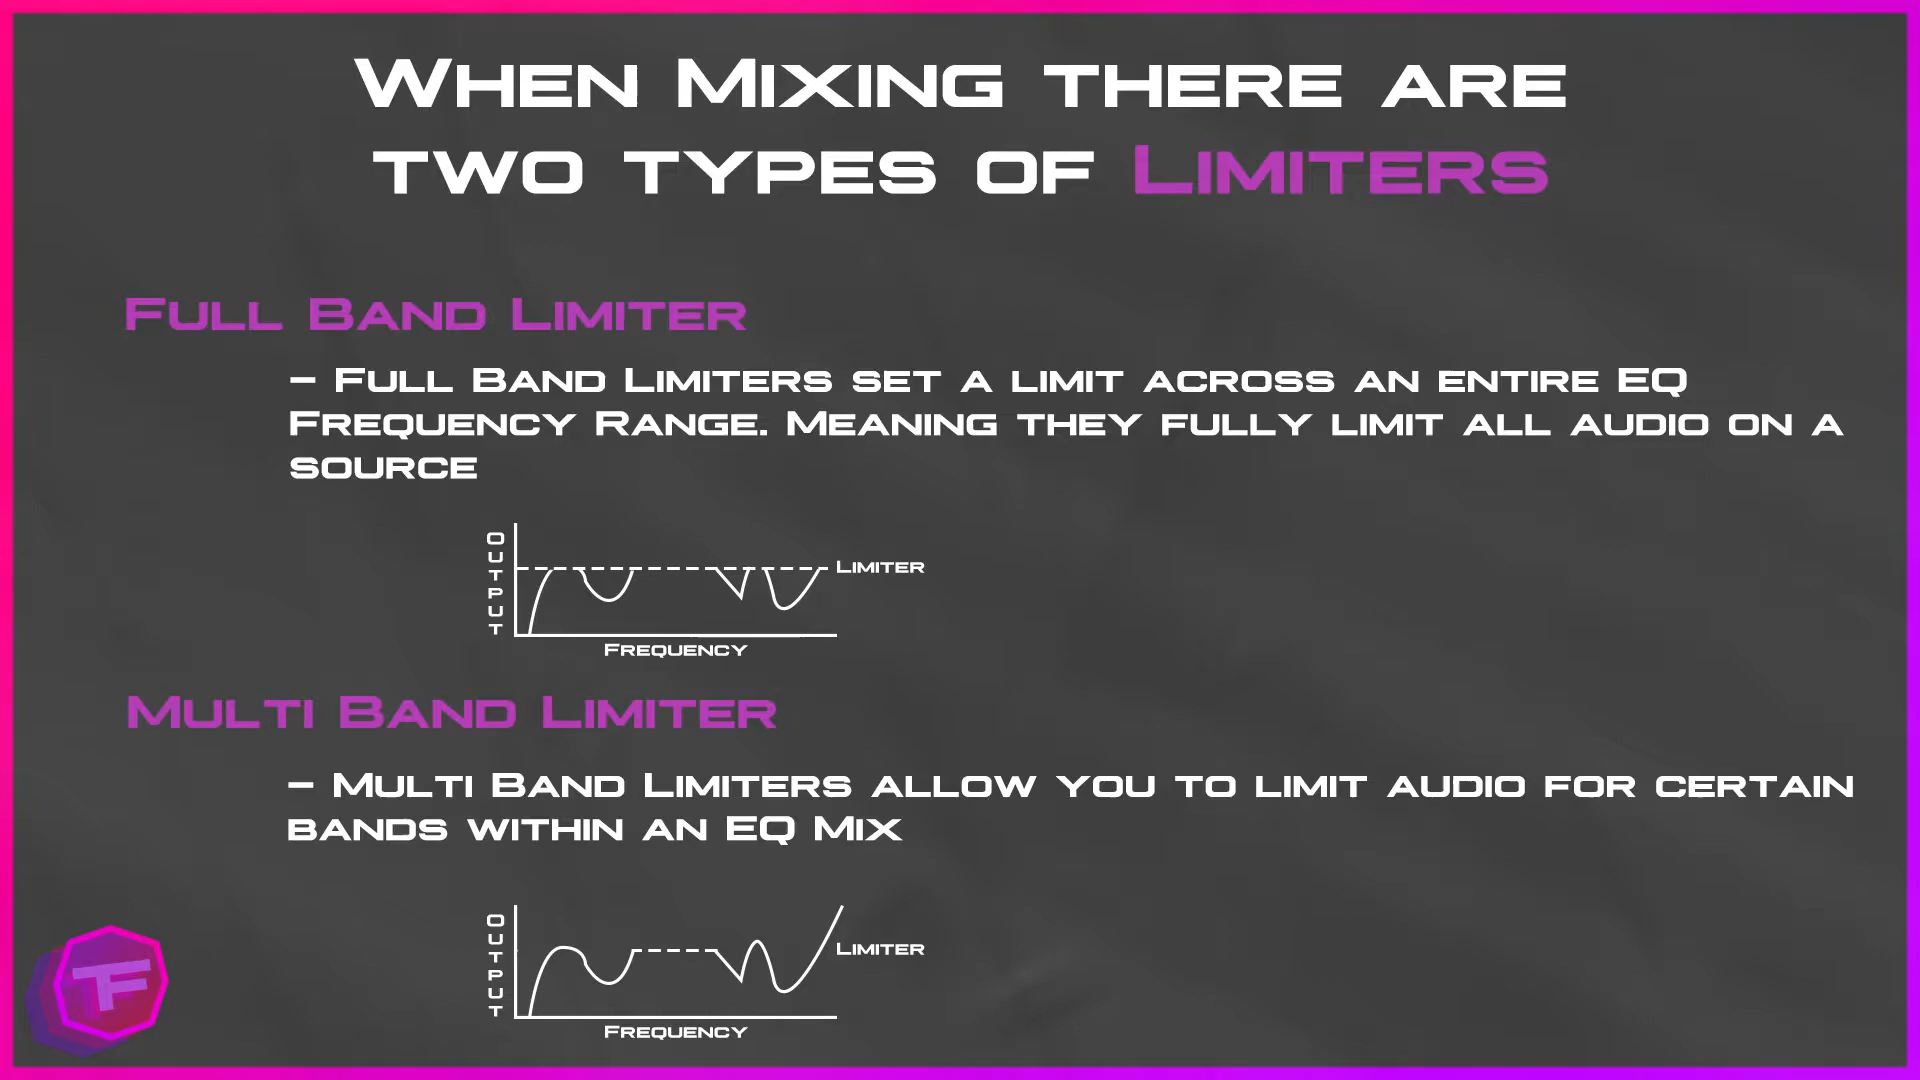 When Mixing there are
two types of Limiters
Full Band Limiter
- Full Band Limiters set a limit across an entire EQ
Frequency Range. Meaning they fully limit all audio on a
source
OUTPUT
Limiter
Frequency
Multi Band Limiter
- Multi Band Limiters allow you to limit audio for certain
bands within an EQ Mix
OUTPUT
Limiter
Frequency
TF